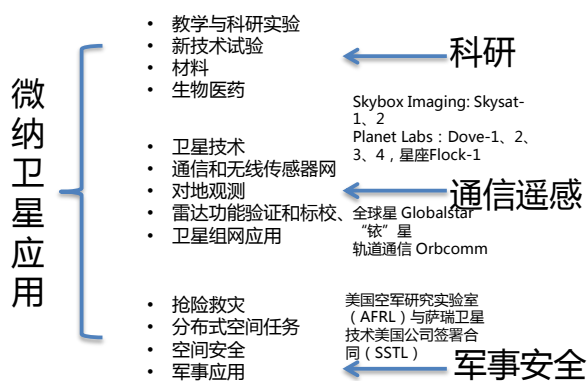 微纳卫星应用
• 教学与科研实验
• 新技术试验
• 材料
• 生物医药
科研
Skybox Imaging: Skysat-
1、2
Planet Labs：Dove-1、2、
3、4，星座Flock-1
• 卫星技术
• 通信和无线传感器网
• 对地观测
• 雷达功能验证和标校、
• 卫星组网应用
通信遥感
全球星 Globalstar
“铱”星
轨道通信 Orbcomm
• 抢险救灾
• 分布式空间任务
• 空间安全
• 军事应用
美国空军研究实验室
（AFRL）与萨瑞卫星
技术美国公司签署合
同（SSTL）
军事安全